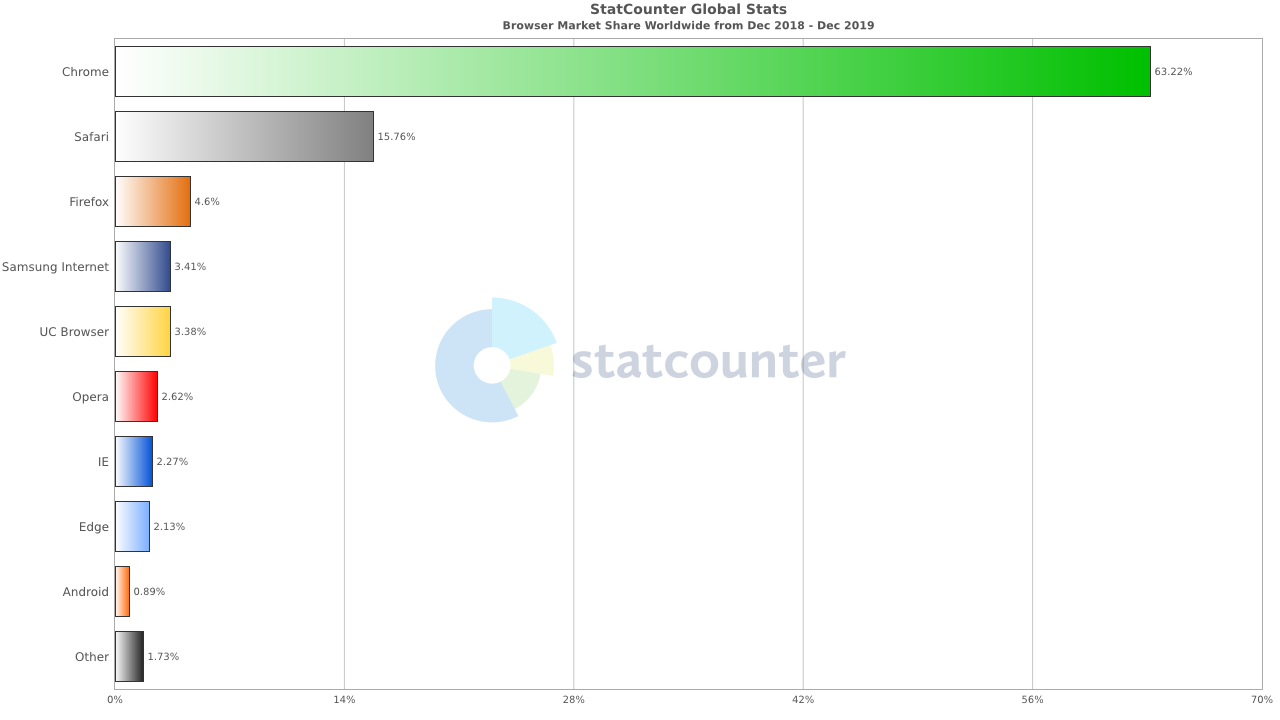 StatCounter Global Stats
Browser Market Share Worldwide from Dec 2018 - Dec 2019
Chrome 63.22%
Safari 15.76%
Firefox 4.6%
Samsung Internet 3.41%
UC Browser 3.38%
statcounter
Opera 2.62%
IE 2.27%
Edge 2.13%
Android 0.89%
Other 1.73%
0% 14% 28% 42% 56% 70%